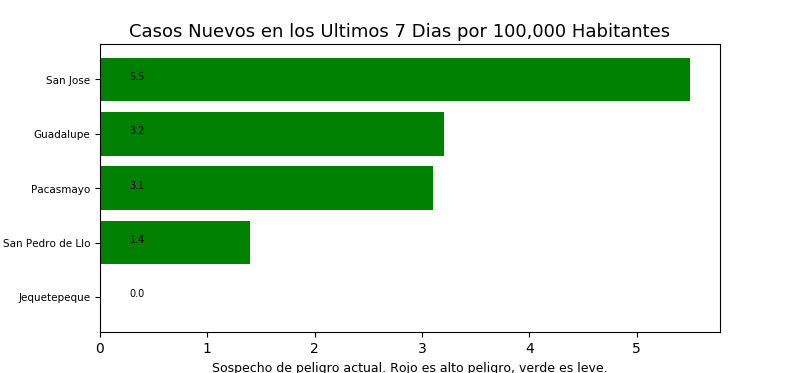 Casos Nuevos en los Ultimos 7 Dias por 100,000 Habitantes
San Jose 5.5
Guadalupe 3.2
Pacasmayo 3.1
San Pedro de Llo 1.4
Jequetepeque 0.0
0 1 2 3 4 5
Sospecho de peligro actual. Rojo es alto peligro, verde es leve.